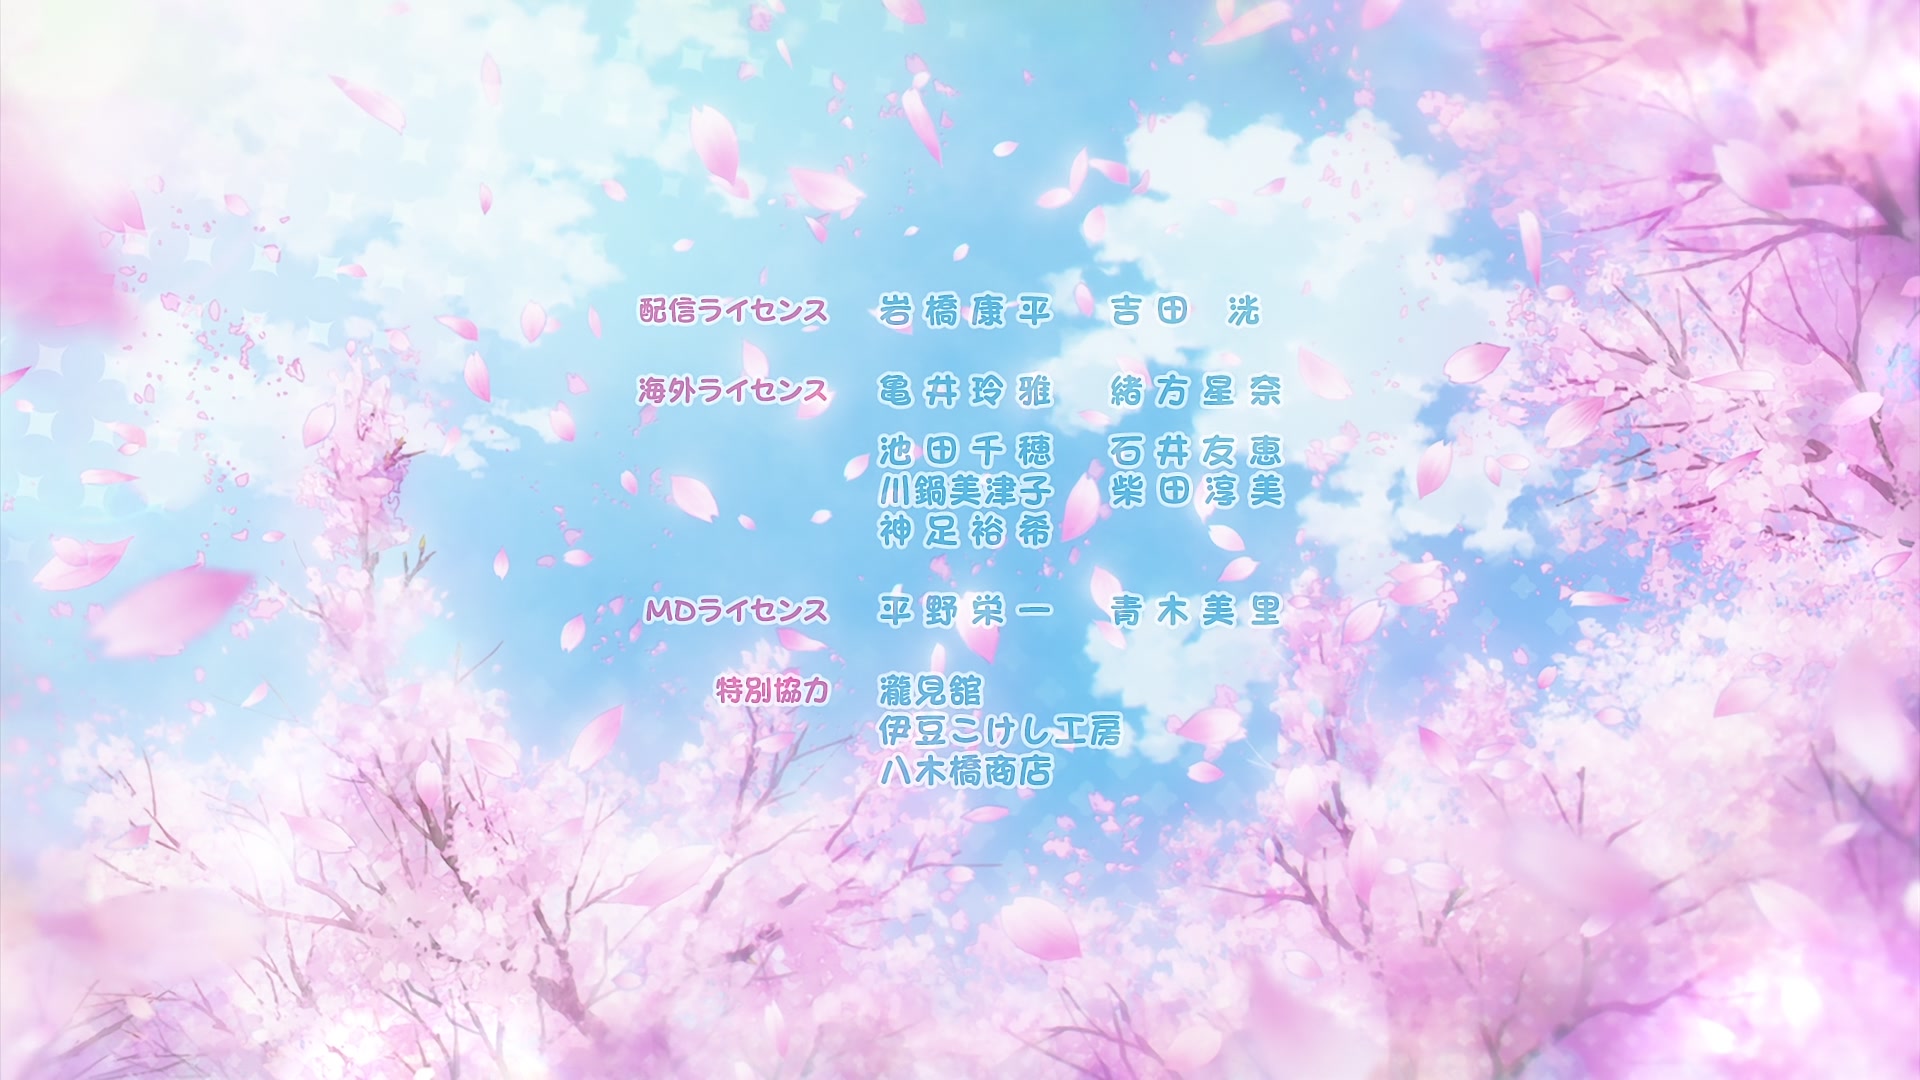 配信ライセンス 岩橋康平 吉田 洸
海外ライセンス 亀井玲雅 緒方星奈
池田千穂 石井友恵
川鍋美津子 柴田淳美
神足裕希
MDライセンス 平野栄一 青木美里
特別協力 瀧見舘
伊豆こけし工房
八木橋商店